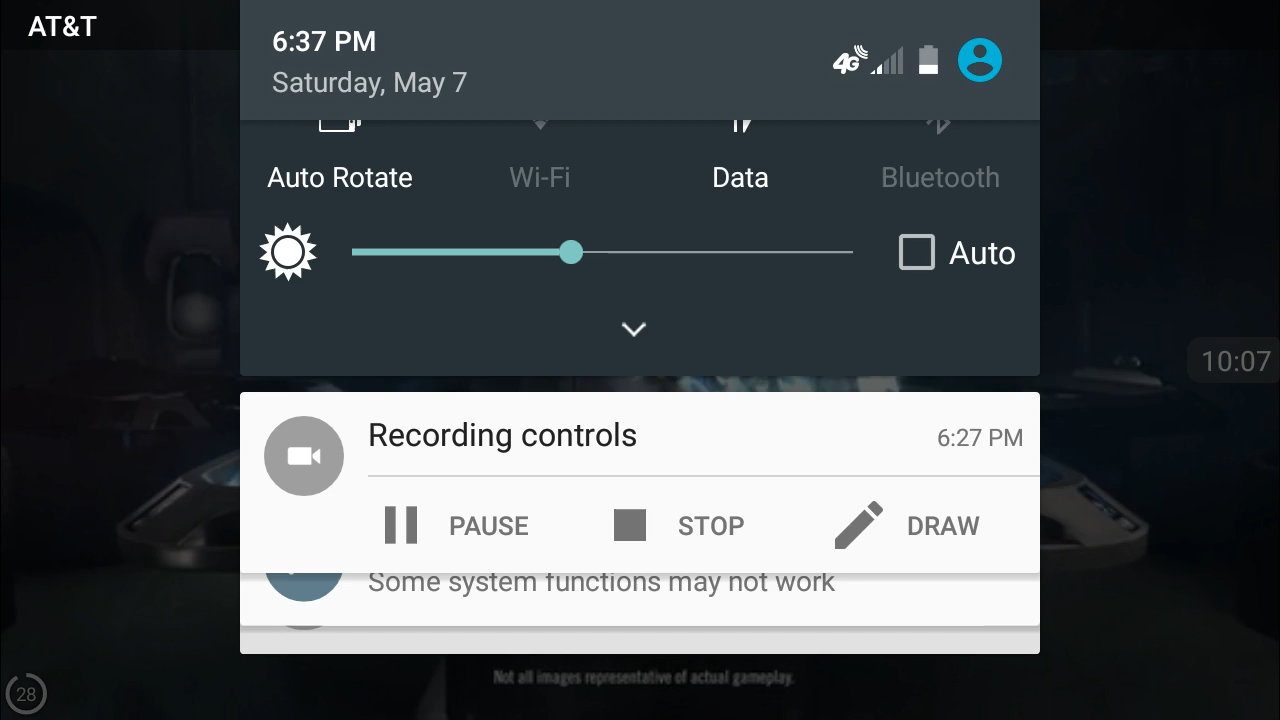 AT&T
6:37 PM
Saturday, May 7
4G
Auto Rotate
Wi-Fi
Data
Bluetooth
Auto
10:07
Recording controls
6:27 PM
PAUSE
STOP
DRAW
Some system functions may not work
Not all images representative of actual gameplay.
28